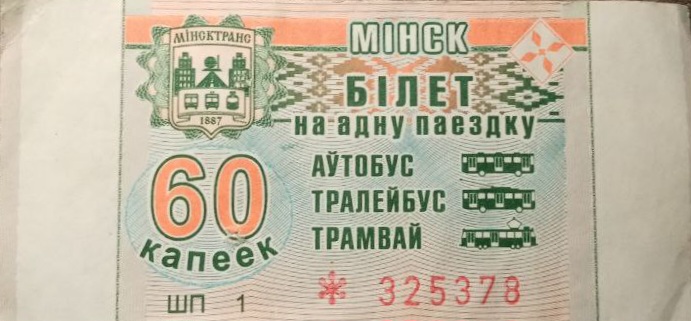 МІНСКТРАНС
1887
МІНСК
БІЛЕТ
на адну паездку
60
капеек
АЎТОБУС
ТРАЛЕЙБУС
ТРАМВАЙ
ШП 1
* 325378